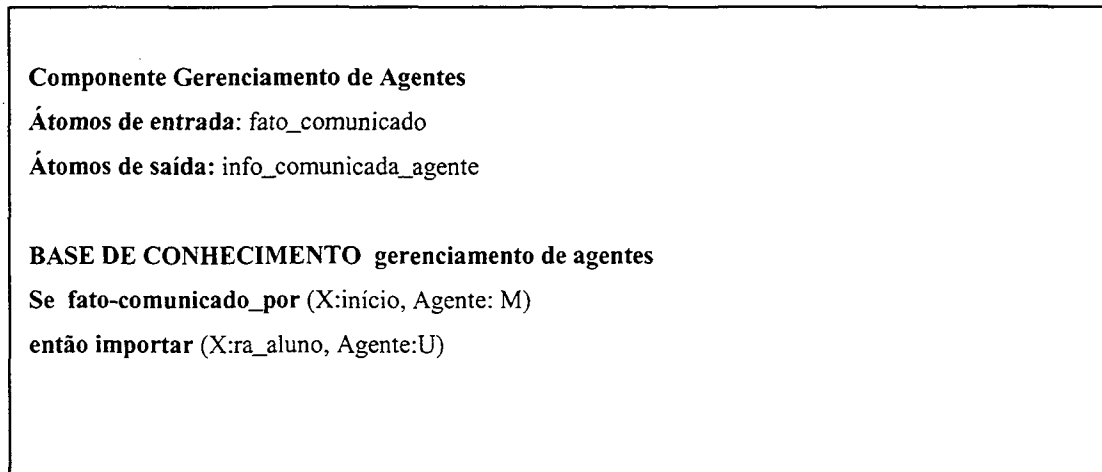 Componente Gerenciamento de Agentes
Átomos de entrada: fato_comunicado
Átomos de saída: info_comunicada_agente
BASE DE CONHECIMENTO gerenciamento de agentes
Se fato-comunicado_por (X:início, Agente: M)
então importar (X:ra_aluno, Agente:U)